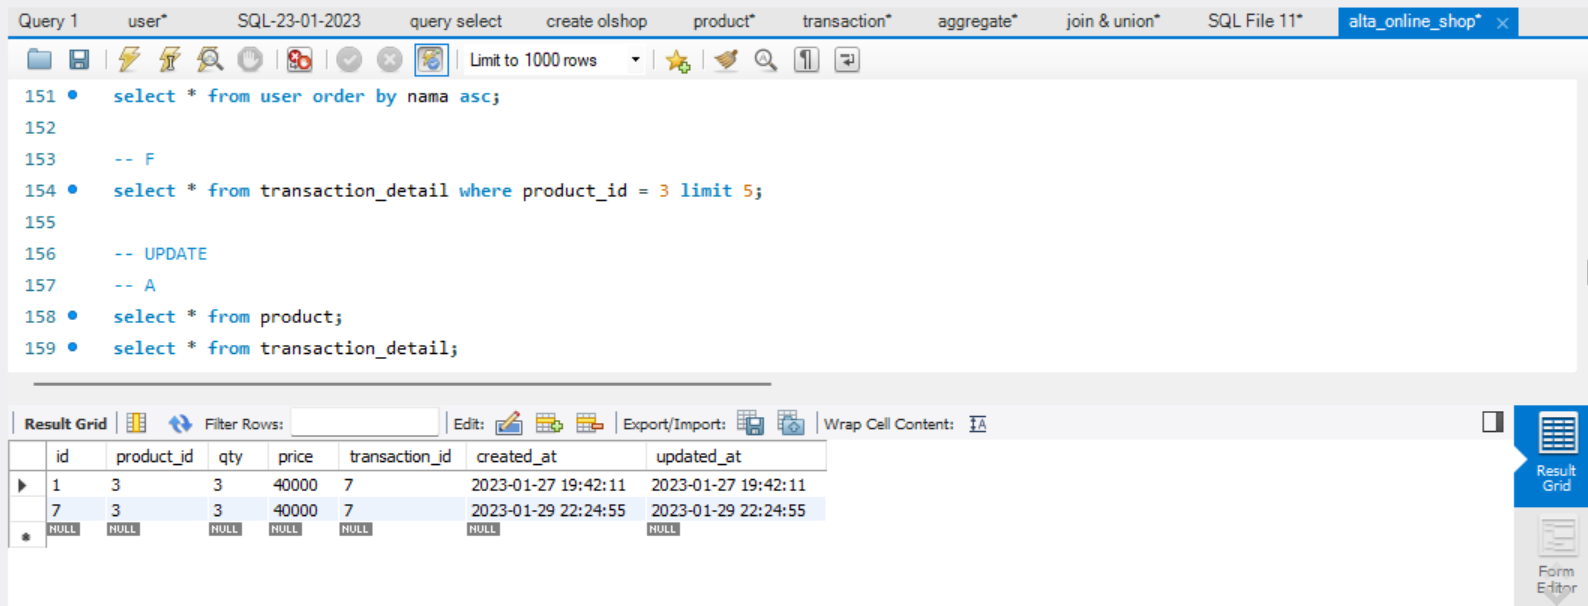 Query 1 user* SQL-23-01-2023 query select create olshop product* transaction* aggregate* join & union* SQL File 11* alta_online_shop*
Limit to 1000 rows
151 select * from user order by nama asc;
152
153 -- F
154 select * from transaction_detail where product_id = 3 limit 5;
155
156 -- UPDATE
157 -- A
158 select * from product;
159 select * from transaction_detail;
Result Grid Filter Rows: Edit: Export/Import: Wrap Cell Content:
id product_id qty price transaction_id created_at updated_at
1 3 3 40000 7 2023-01-27 19:42:11 2023-01-27 19:42:11
7 3 3 40000 7 2023-01-29 22:24:55 2023-01-29 22:24:55
NULL NULL NULL NULL NULL NULL NULL
Result
Grid
Form
Editor